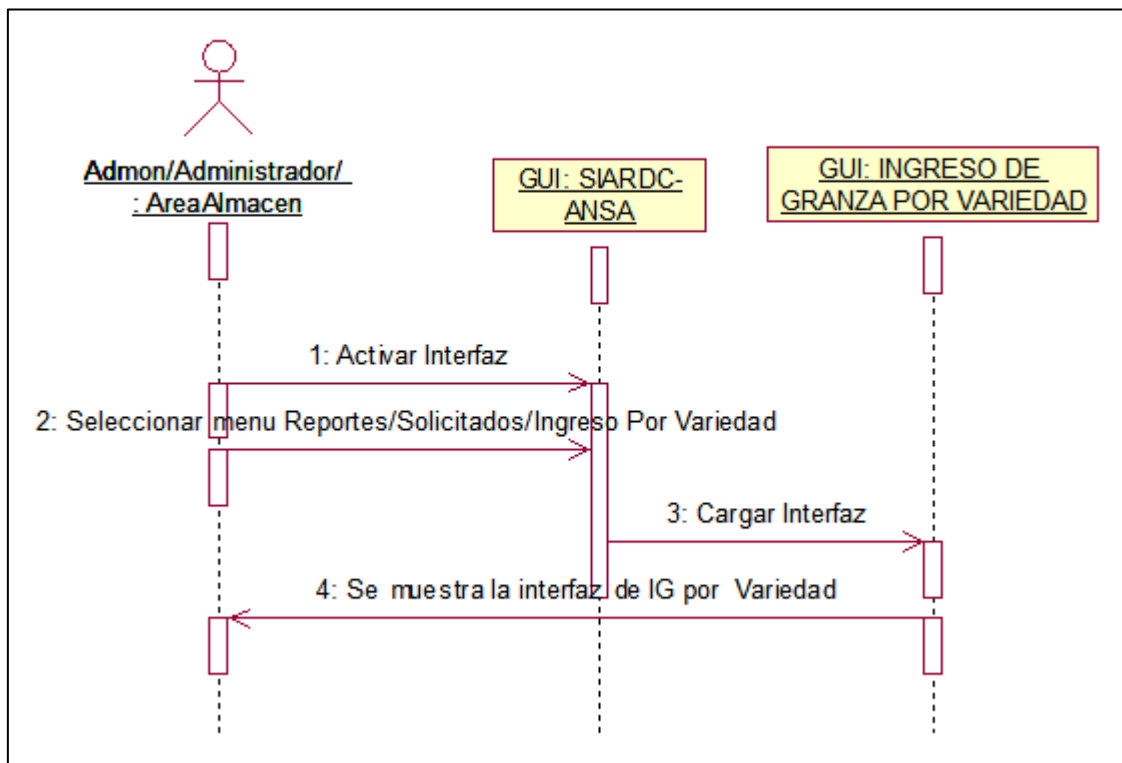 Admon/Administrador/
: AreaAlmacen
GUI: SIARDC-
ANSA
GUI: INGRESO DE
GRANZA POR VARIEDAD
1: Activar Interfaz
2: Seleccionar menu Reportes/Solicitados/Ingreso Por Variedad
3: Cargar Interfaz
4: Se muestra la interfaz de IG por Variedad